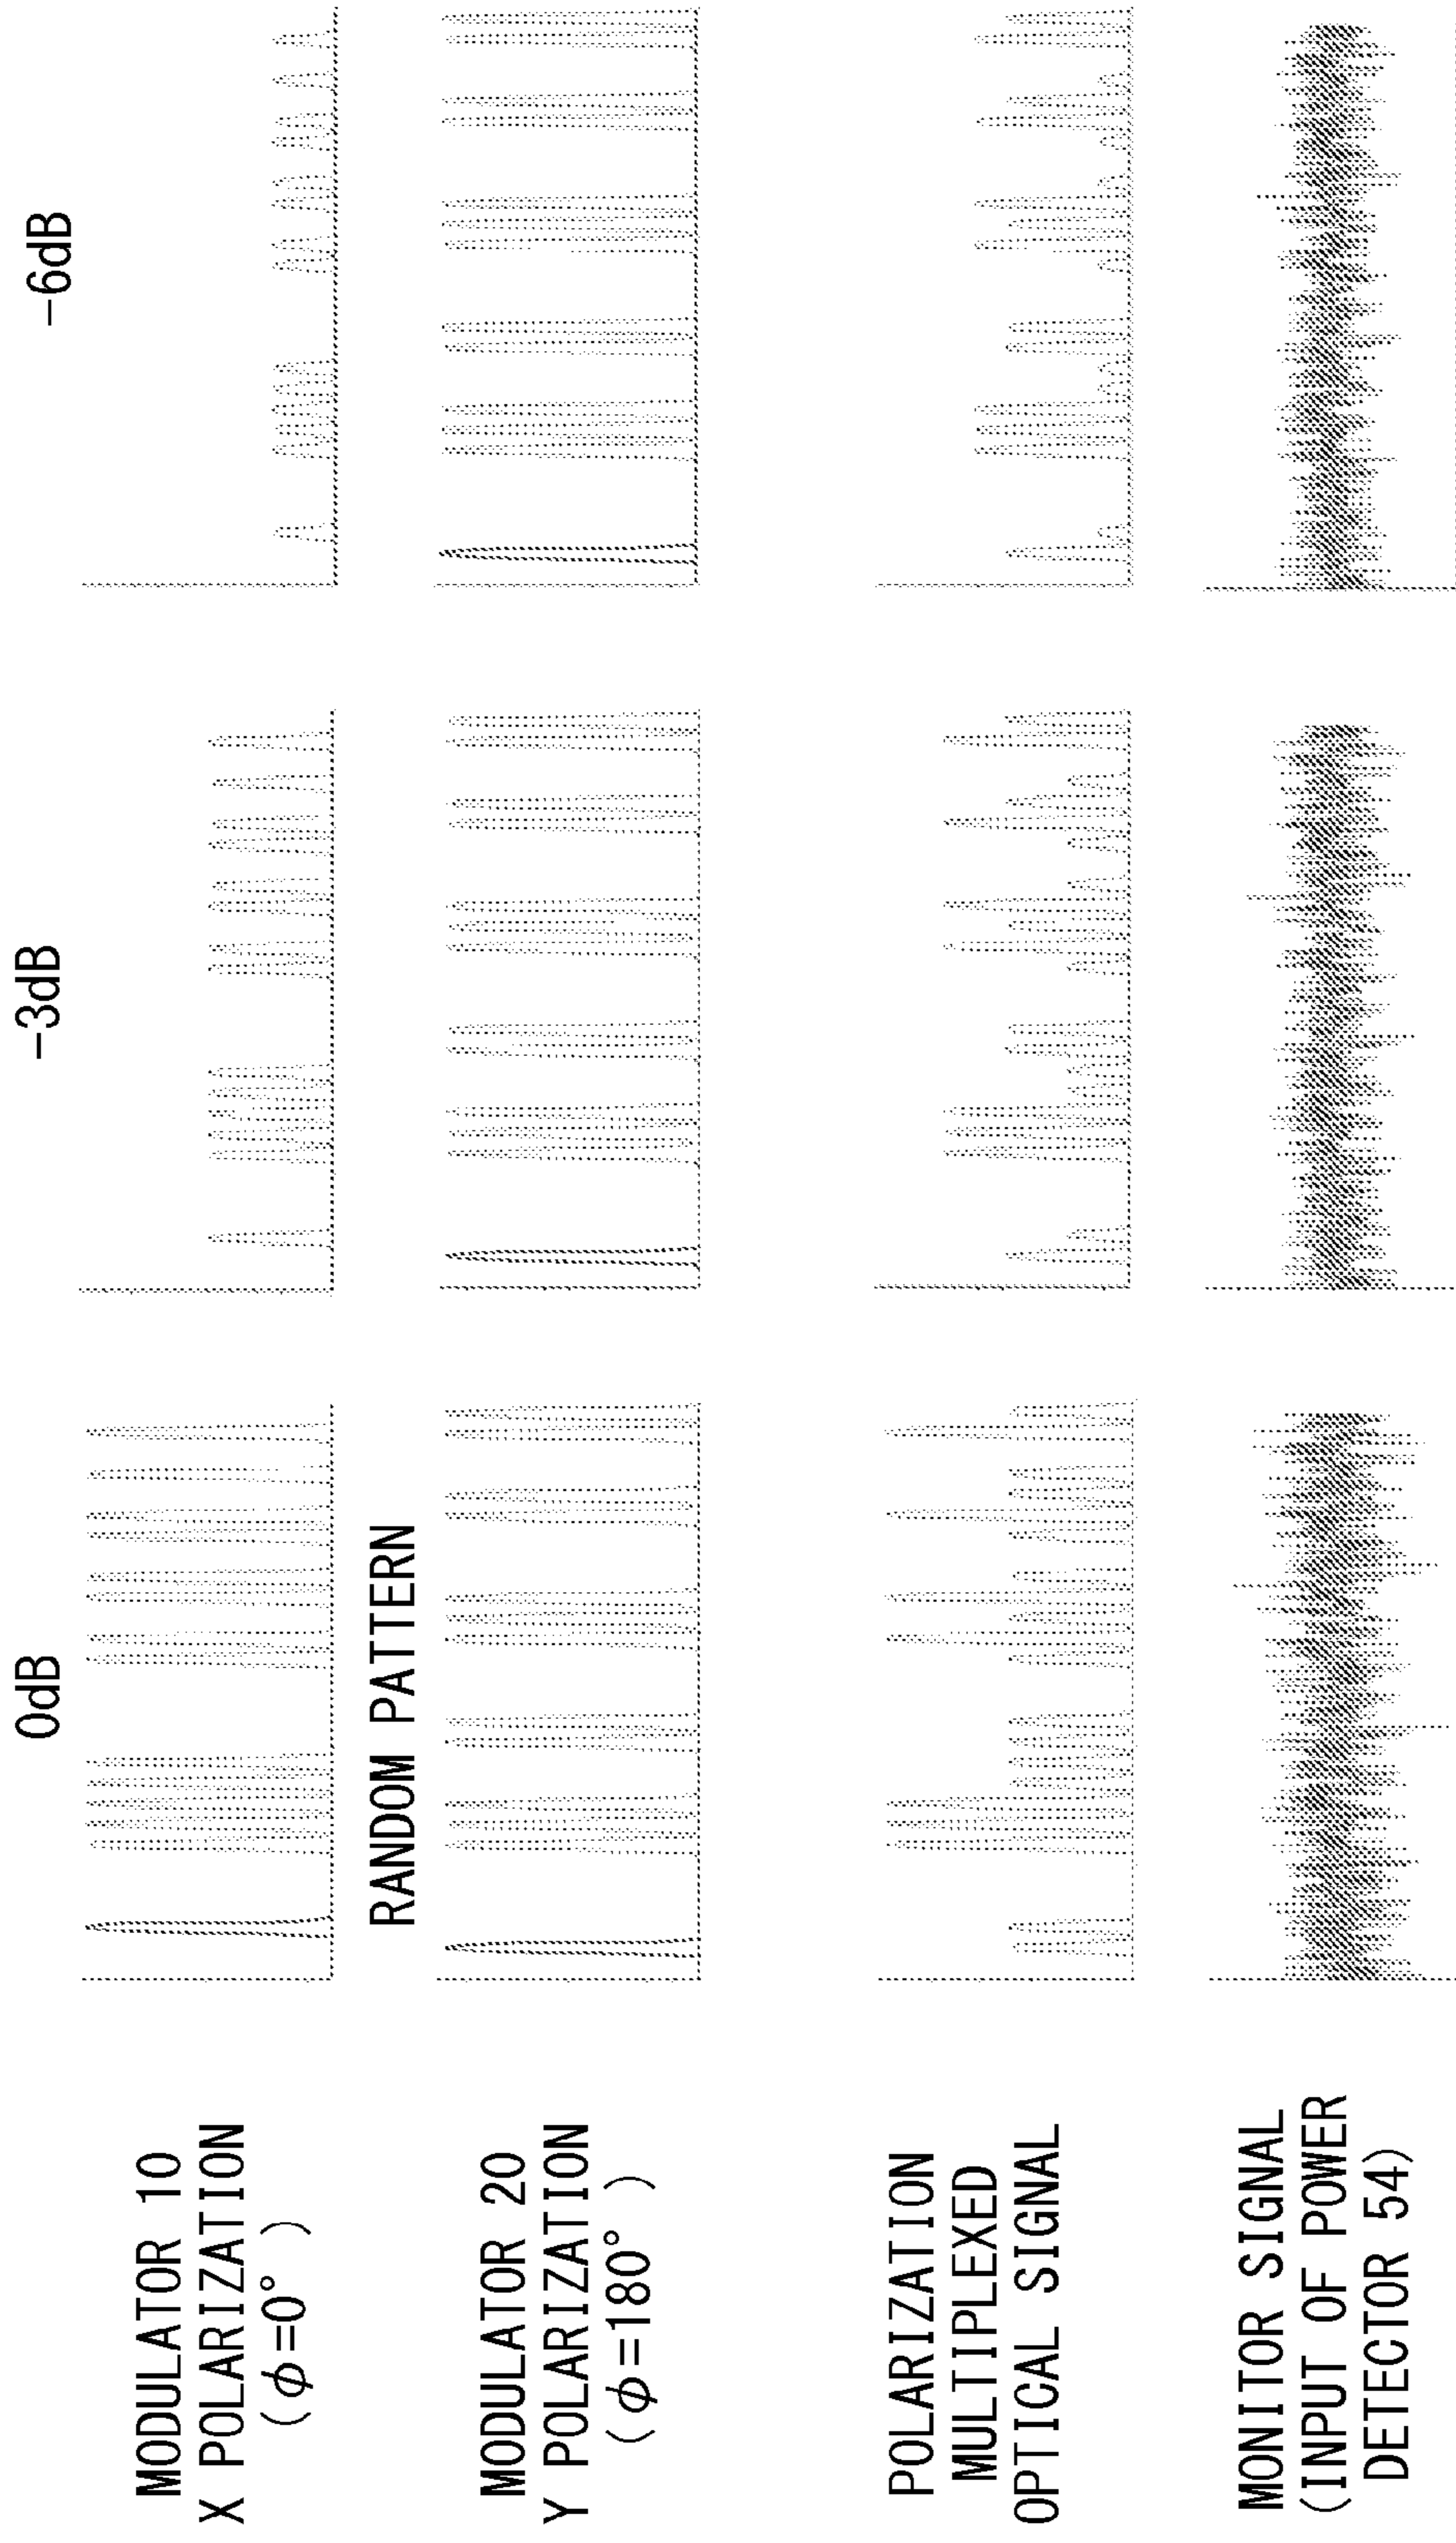 0dB
-3dB
-6dB
MODULATOR 10
X POLARIZATION
(ϕ=0°)
RANDOM PATTERN
MODULATOR 20
Y POLARIZATION
(ϕ=180°)
POLARIZATION
MULTIPLEXED
OPTICAL SIGNAL
MONITOR SIGNAL
(INPUT OF POWER
DETECTOR 54)